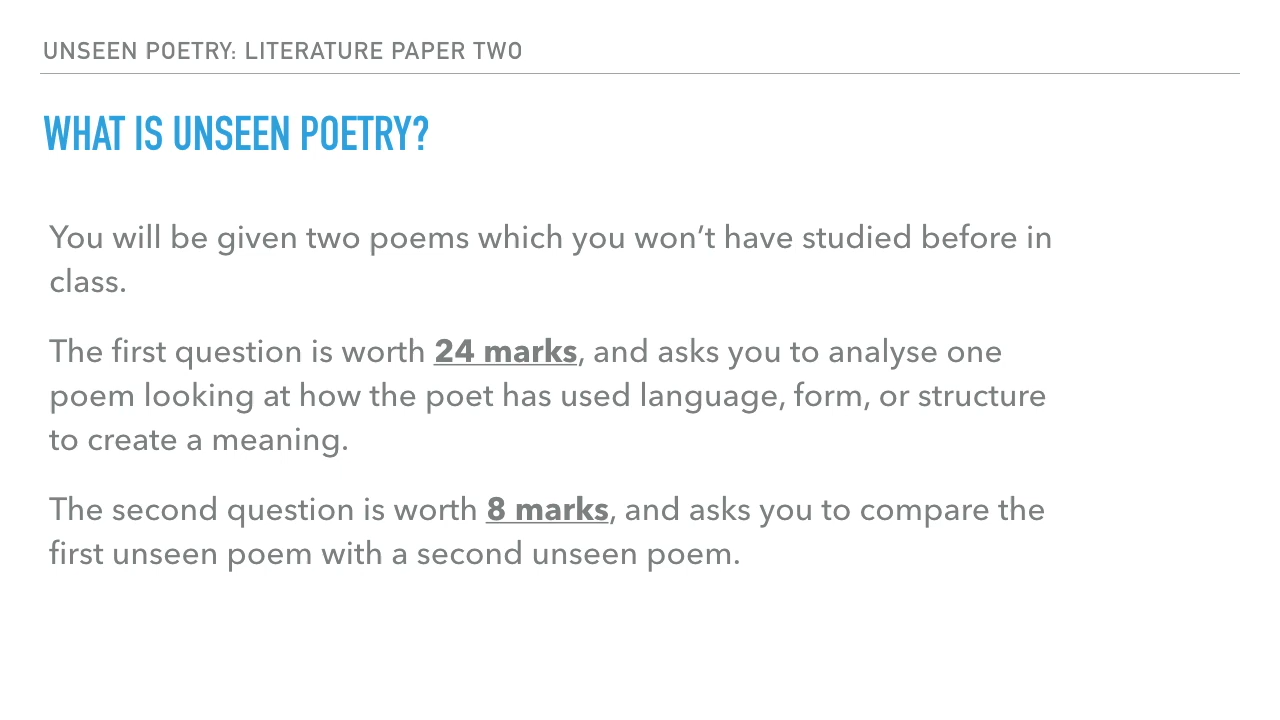 UNSEEN POETRY: LITERATURE PAPER TWO
WHAT IS UNSEEN POETRY?
You will be given two poems which you won’t have studied before in
class.
The first question is worth 24 marks, and asks you to analyse one
poem looking at how the poet has used language, form, or structure
to create a meaning.
The second question is worth 8 marks, and asks you to compare the
first unseen poem with a second unseen poem.